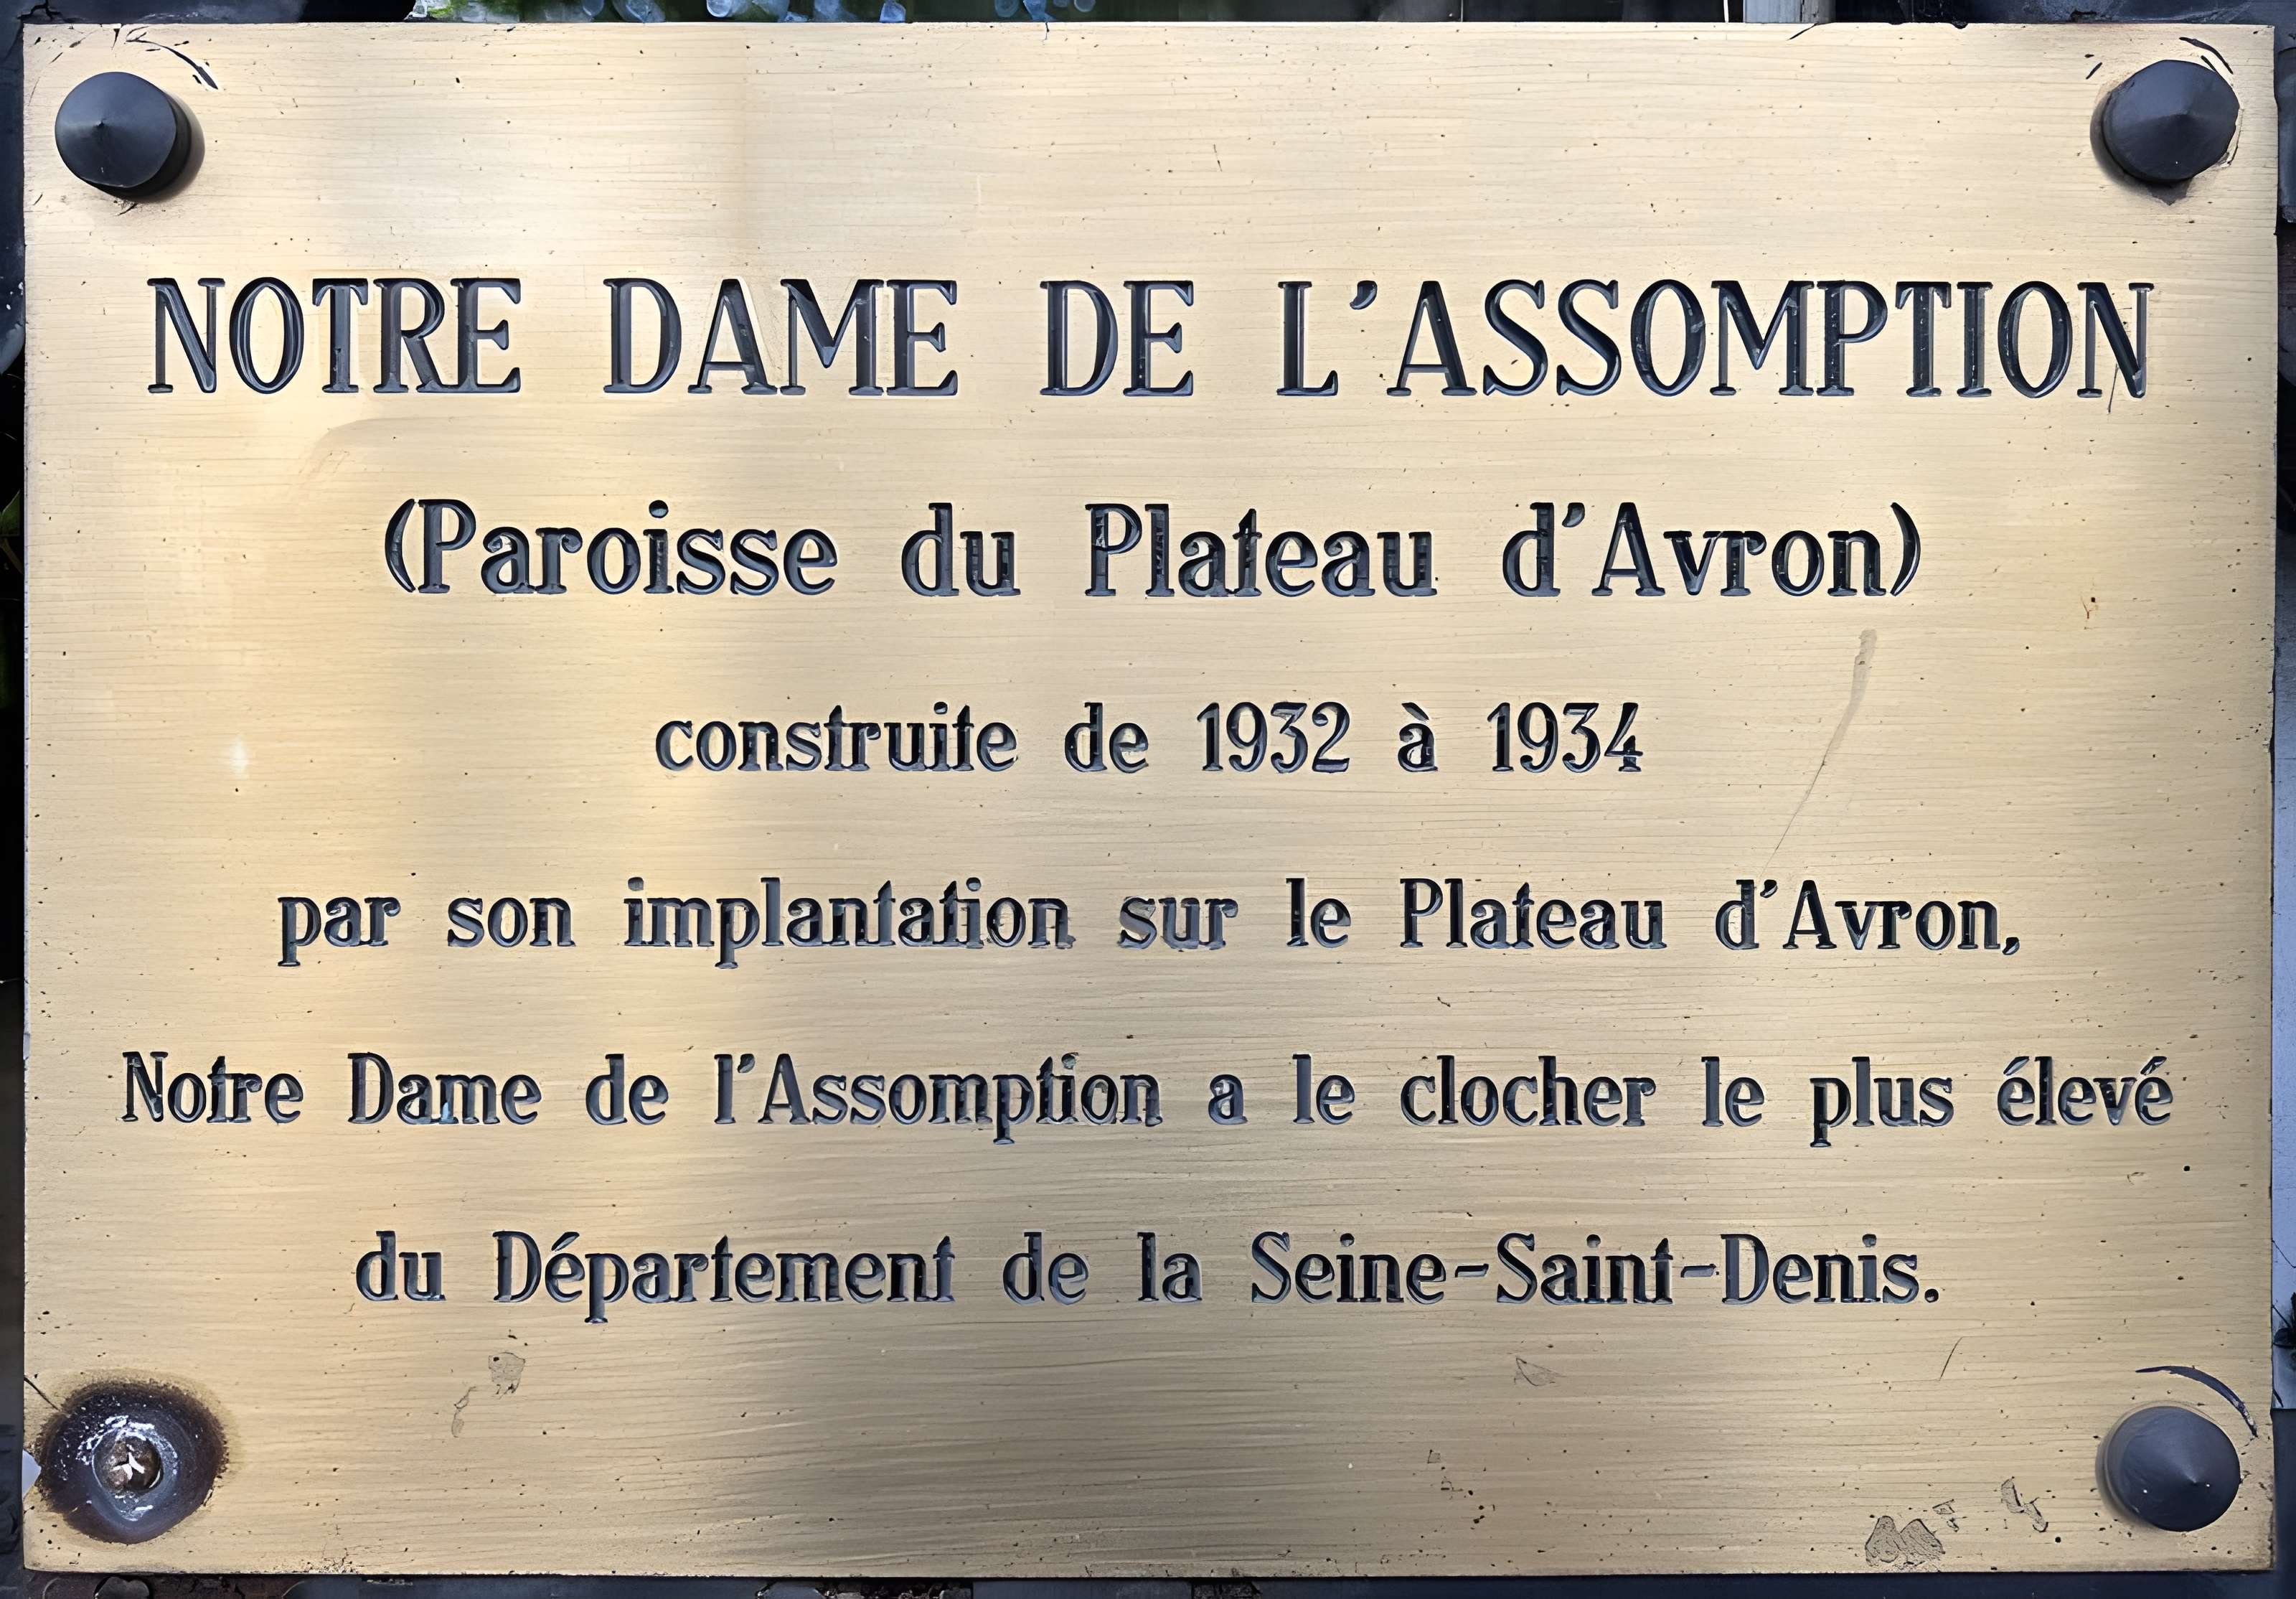 NOTRE DAME DE L'ASSOMPTION
(Paroisse du Plateau d'Avron)
construite de 1932 à 1934
par son implantation sur le Plateau d'Avron,
Notre Dame de l'Assomption a le clocher le plus élevé
du Département de la Seine-Saint-Denis.